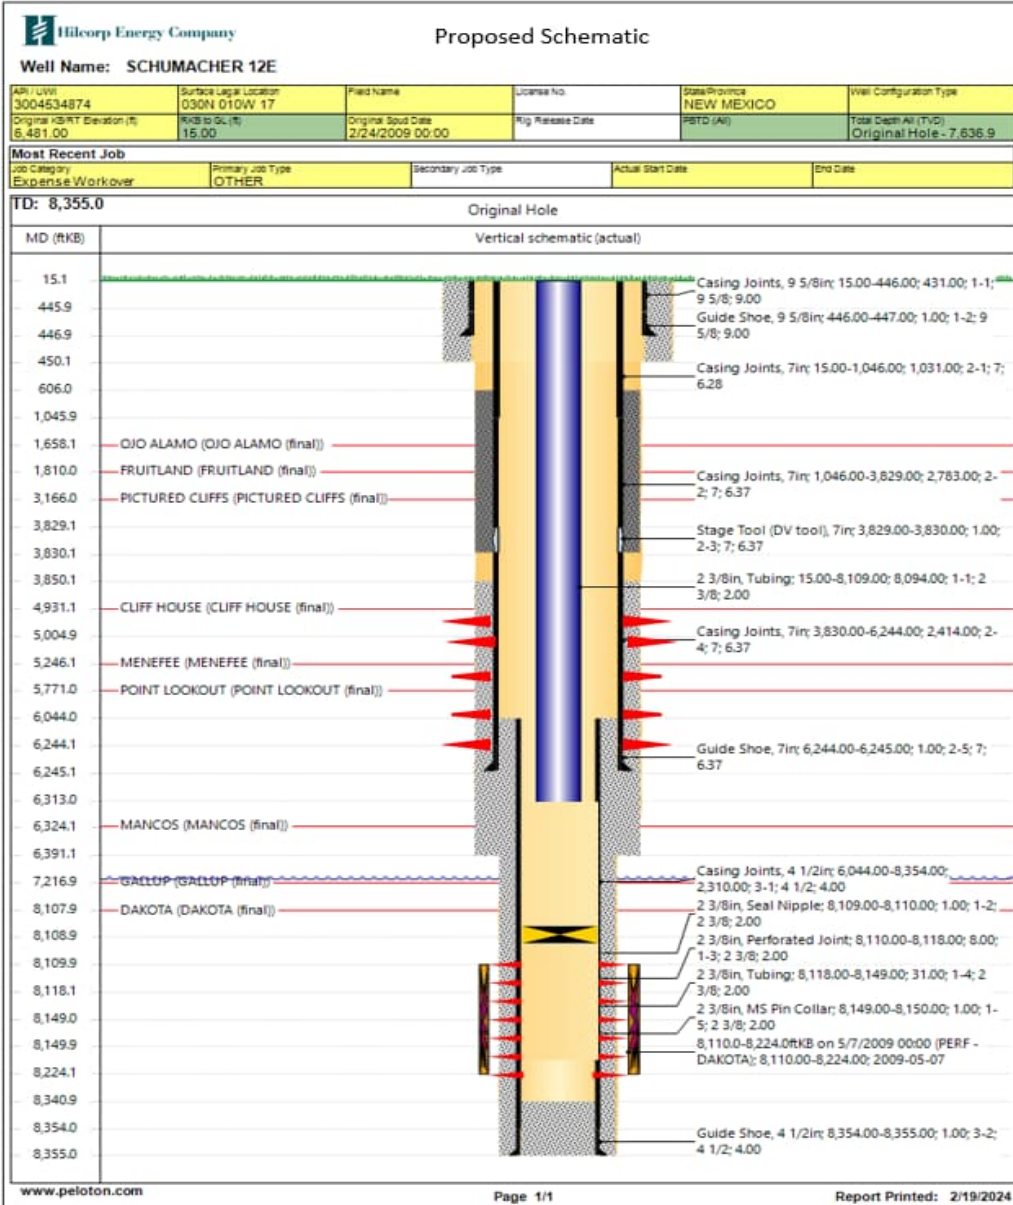 Hilcorp Energy Company
Proposed Schematic
Well Name: SCHUMACHER 12E
API / UWI
3004534874
Surface Legal Location
030N 010W 17
Field Name
License No.
State/Province
NEW MEXICO
Well Configuration Type
Original KB/RT Elevation (ft)
6,481.00
RKB to GL (ft)
15.00
Original Spud Date
2/24/2009 00:00
Rig Release Date
PBTD (All)
Total Depth All (TVD)
Original Hole - 7,636.9
Most Recent Job
Job Category
Expense Workover
Primary Job Type
OTHER
Secondary Job Type
Actual Start Date
End Date
TD: 8,355.0
Original Hole
MD (ftKB)
Vertical schematic (actual)
15.1
445.9
446.9
450.1
606.0
1,045.9
1,658.1
1,810.0
3,166.0
3,829.1
3,830.1
3,850.1
4,931.1
5,004.9
5,246.1
5,771.0
6,044.0
6,244.1
6,245.1
6,313.0
6,324.1
6,391.1
7,216.9
8,107.9
8,108.9
8,109.9
8,118.1
8,149.0
8,149.9
8,224.1
8,340.9
8,354.0
8,355.0
OJO ALAMO (OJO ALAMO (final))
FRUITLAND (FRUITLAND (final))
PICTURED CLIFFS (PICTURED CLIFFS (final))
CLIFF HOUSE (CLIFF HOUSE (final))
MENEFEE (MENEFEE (final))
POINT LOOKOUT (POINT LOOKOUT (final))
MANCOS (MANCOS (final))
GALLUP (GALLUP (final))
DAKOTA (DAKOTA (final))
Casing Joints, 9 5/8in; 15.00-446.00; 431.00; 1-1;
9 5/8; 9.00
Guide Shoe, 9 5/8in; 446.00-447.00; 1.00; 1-2; 9
5/8; 9.00
Casing Joints, 7in; 15.00-1,046.00; 1,031.00; 2-1; 7;
6.28
Casing Joints, 7in; 1,046.00-3,829.00; 2,783.00; 2-
2; 7; 6.37
Stage Tool (DV tool), 7in; 3,829.00-3,830.00; 1.00;
2-3; 7; 6.37
2 3/8in, Tubing; 15.00-8,109.00; 8,094.00; 1-1; 2
3/8; 2.00
Casing Joints, 7in; 3,830.00-6,244.00; 2,414.00; 2-
4; 7; 6.37
Guide Shoe, 7in; 6,244.00-6,245.00; 1.00; 2-5; 7;
6.37
Casing Joints, 4 1/2in; 6,044.00-8,354.00;
2,310.00; 3-1; 4 1/2; 4.00
2 3/8in, Seal Nipple; 8,109.00-8,110.00; 1.00; 1-2;
2 3/8; 2.00
2 3/8in, Perforated Joint; 8,110.00-8,118.00; 8.00;
1-3; 2 3/8; 2.00
2 3/8in, Tubing; 8,118.00-8,149.00; 31.00; 1-4; 2
3/8; 2.00
2 3/8in, MS Pin Collar; 8,149.00-8,150.00; 1.00; 1-
5; 2 3/8; 2.00
8,110.0-8,224.0ftKB on 5/7/2009 00:00 (PERF -
DAKOTA); 8,110.00-8,224.00; 2009-05-07
Guide Shoe, 4 1/2in; 8,354.00-8,355.00; 1.00; 3-2;
4 1/2; 4.00
www.peloton.com
Page 1/1
Report Printed: 2/19/2024